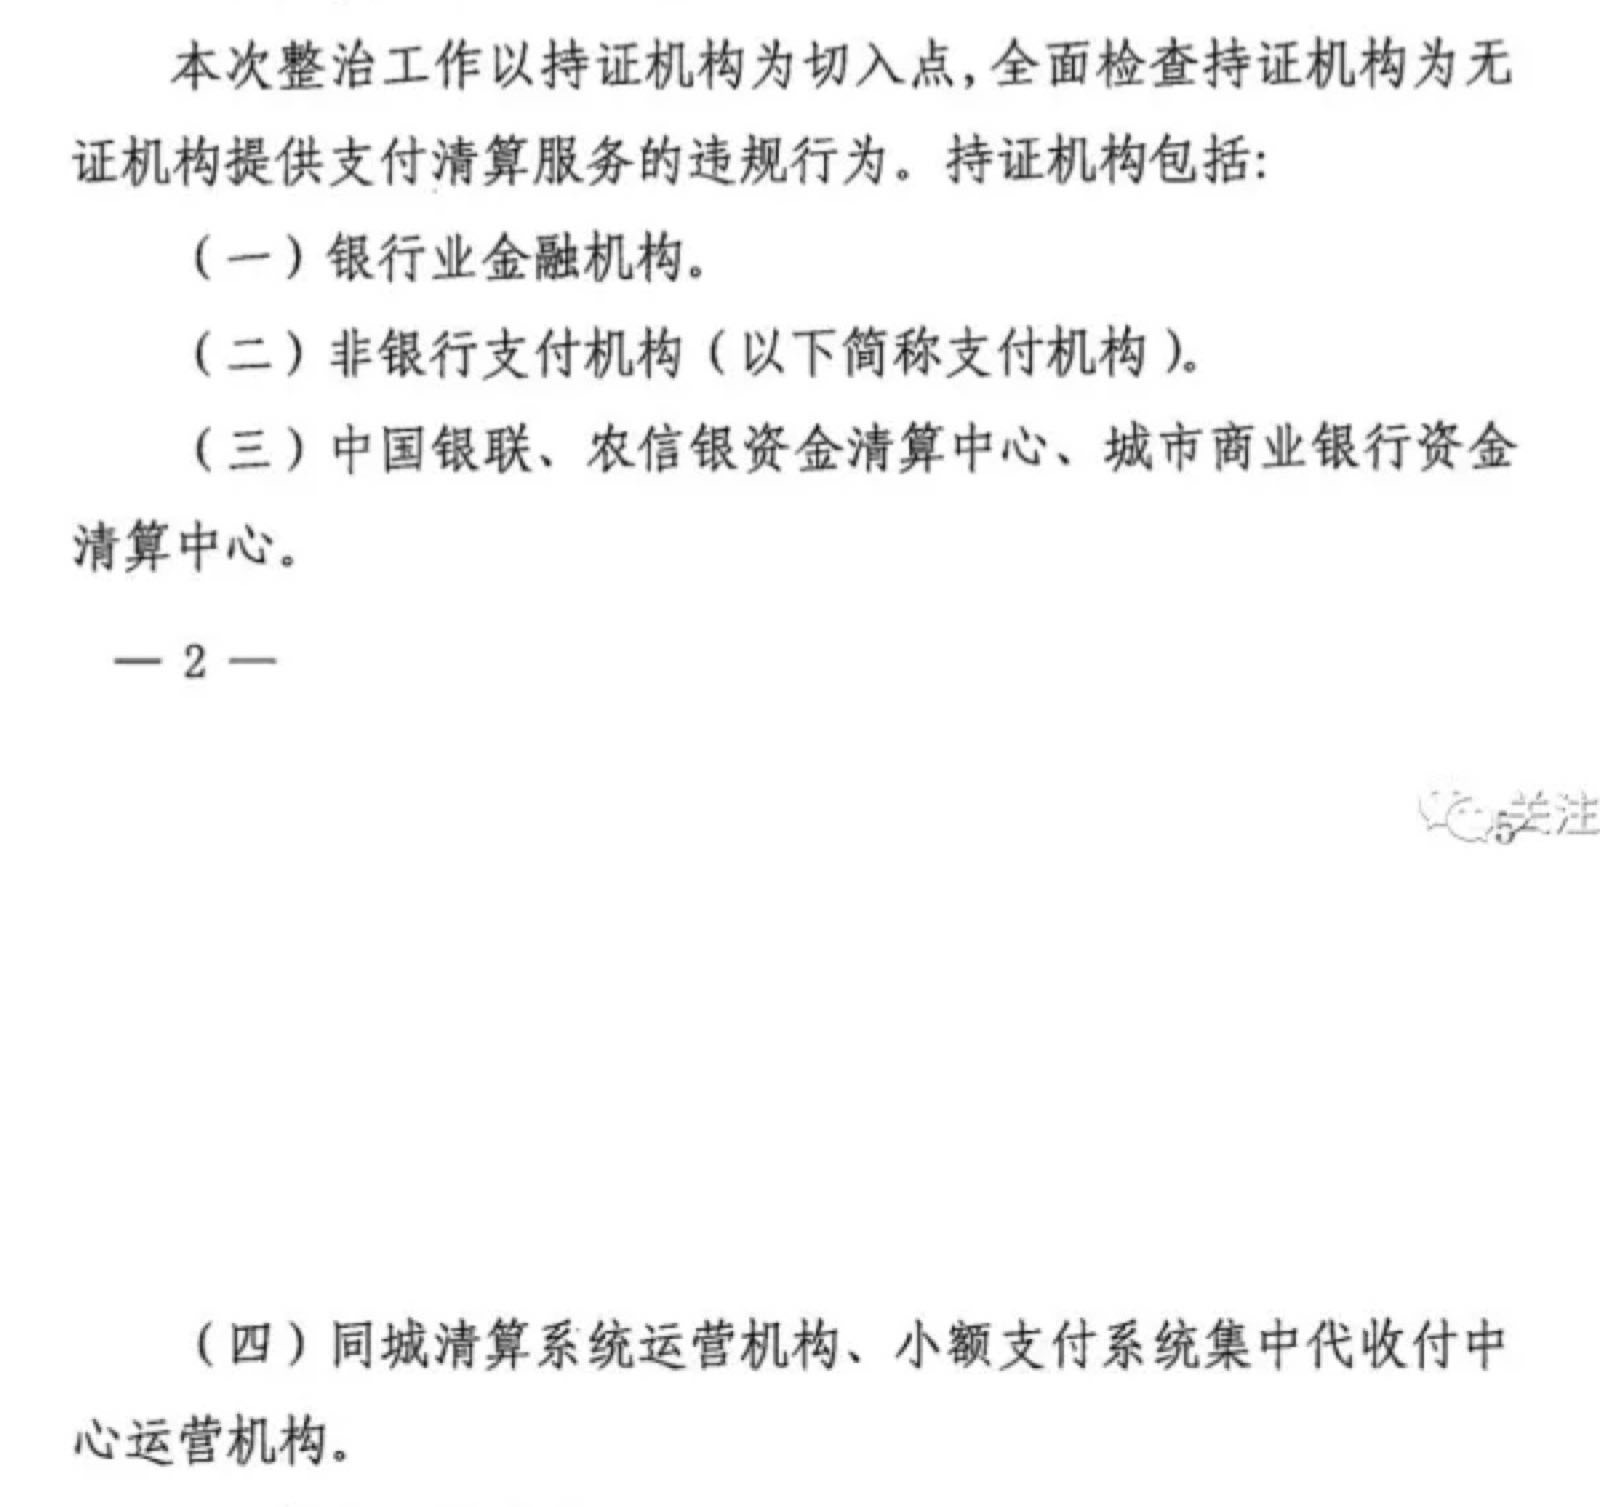 本次整治工作以持证机构为切入点,全面检查持证机构为无
证机构提供支付清算服务的违规行为。持证机构包括:
(一)银行业金融机构。
(二)非银行支付机构(以下简称支付机构)。
(三)中国银联、农信银资金清算中心、城市商业银行资金
清算中心。
— 2 —
5
关注
(四)同城清算系统运营机构、小额支付系统集中代收付中
心运营机构。